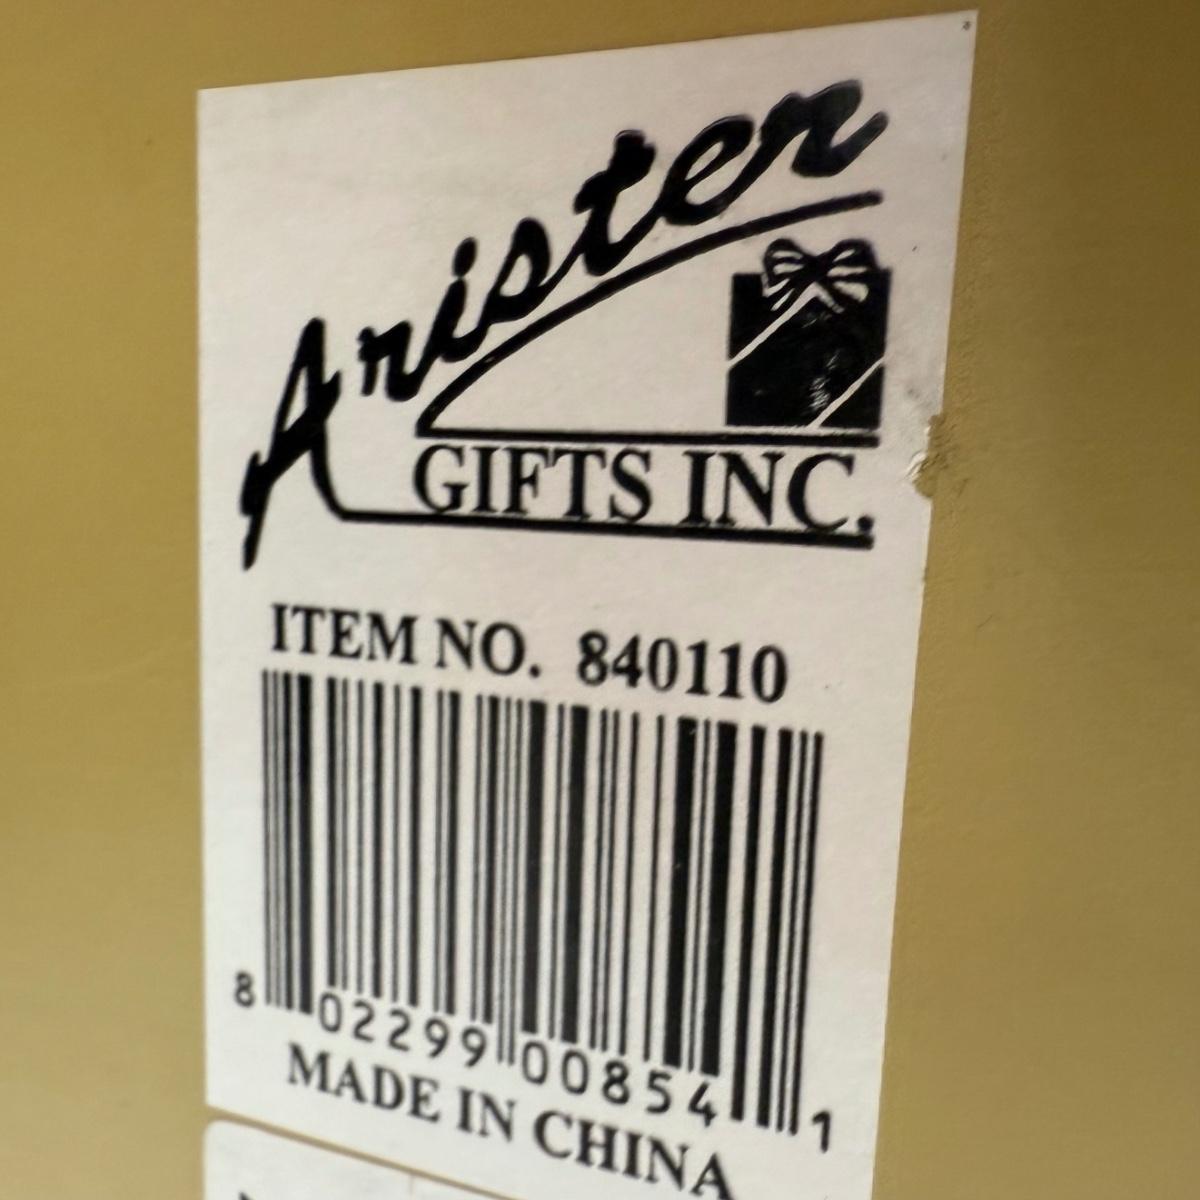 Arister
GIFTS INC.
ITEM NO. 840110
8 02299 00854 1
MADE IN CHINA